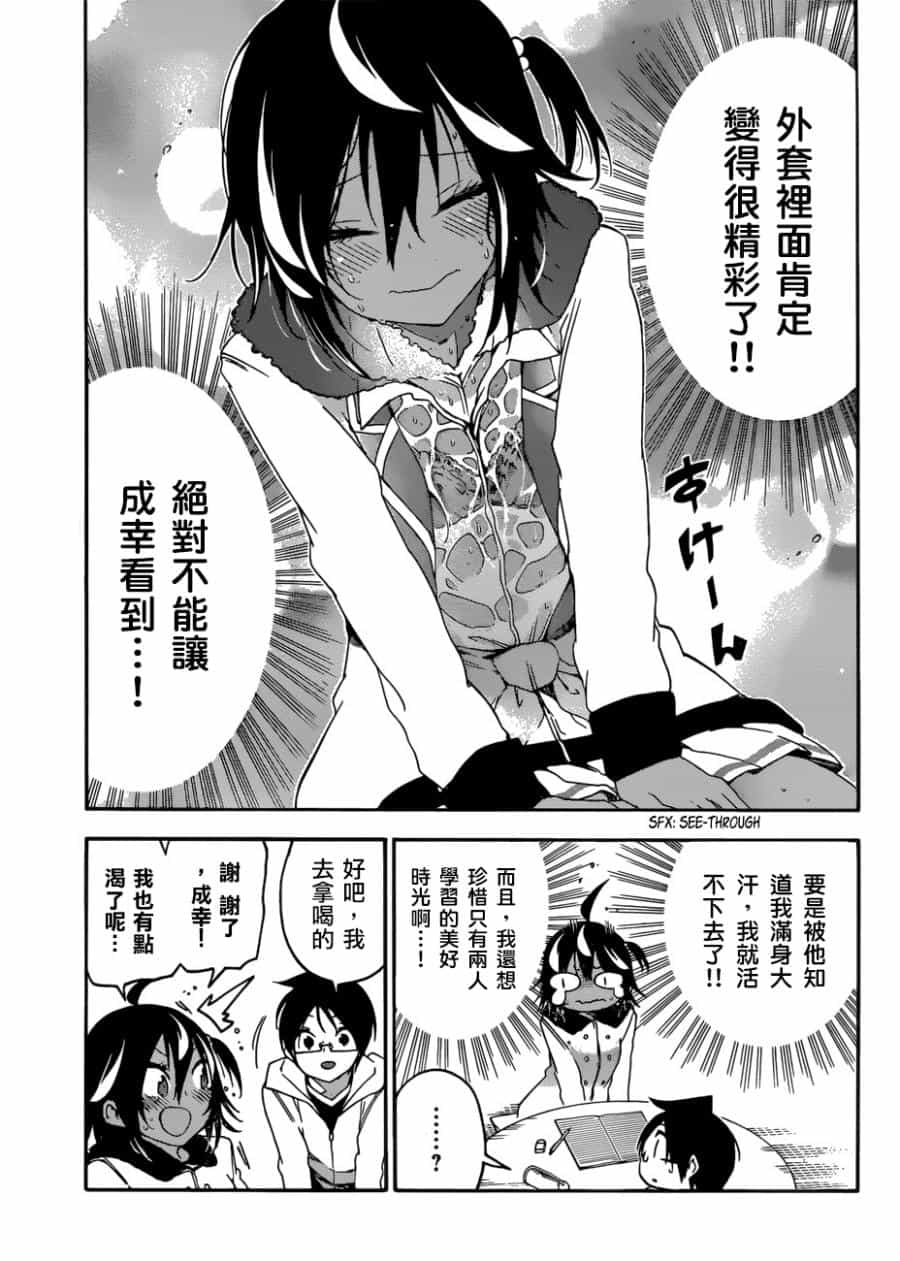 外套裡面肯定
變得很精彩了!!
絕對不能讓
成幸看到…!
すけーん
SFX: SEE-THROUGH
要是被他知
道我滿身大
汗，我就活
不下去了!!
而且，我還想
珍惜只有兩人
學習的美好
時光啊…!
……?
好吧，我
去拿喝的
謝謝了
，成幸!
我也有點
渴了呢…